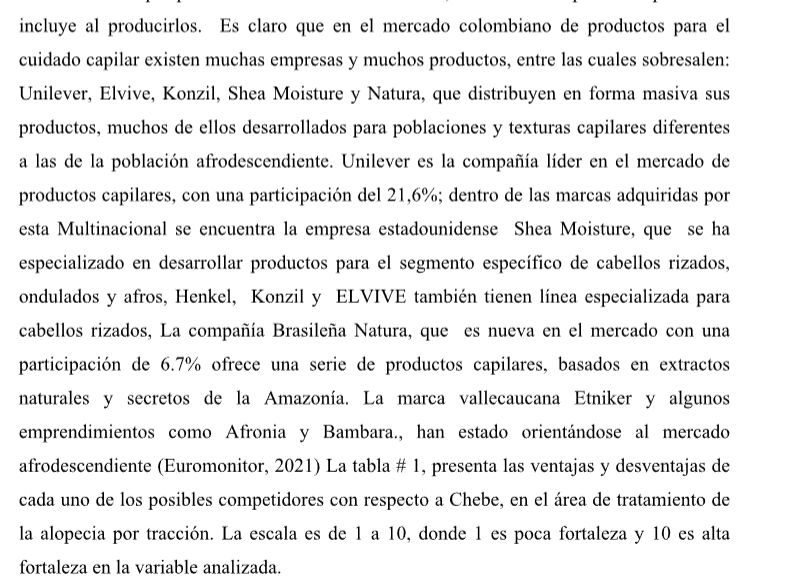 incluye al producirlos. Es claro que en el mercado colombiano de productos para el
cuidado capilar existen muchas empresas y muchos productos, entre las cuales sobresalen:
Unilever, Elvive, Konzil, Shea Moisture y Natura, que distribuyen en forma masiva sus
productos, muchos de ellos desarrollados para poblaciones y texturas capilares diferentes
a las de la población afrodescendiente. Unilever es la compañía líder en el mercado de
productos capilares, con una participación del 21,6%; dentro de las marcas adquiridas por
esta Multinacional se encuentra la empresa estadounidense Shea Moisture, que se ha
especializado en desarrollar productos para el segmento específico de cabellos rizados,
ondulados y afros, Henkel, Konzil y ELVIVE también tienen línea especializada para
cabellos rizados, La compañía Brasileña Natura, que es nueva en el mercado con una
participación de 6.7% ofrece una serie de productos capilares, basados en extractos
naturales y secretos de la Amazonía. La marca vallecaucana Etniker y algunos
emprendimientos como Afronia y Bambara., han estado orientándose al mercado
afrodescendiente (Euromonitor, 2021) La tabla # 1, presenta las ventajas y desventajas de
cada uno de los posibles competidores con respecto a Chebe, en el área de tratamiento de
la alopecia por tracción. La escala es de 1 a 10, donde 1 es poca fortaleza y 10 es alta
fortaleza en la variable analizada.